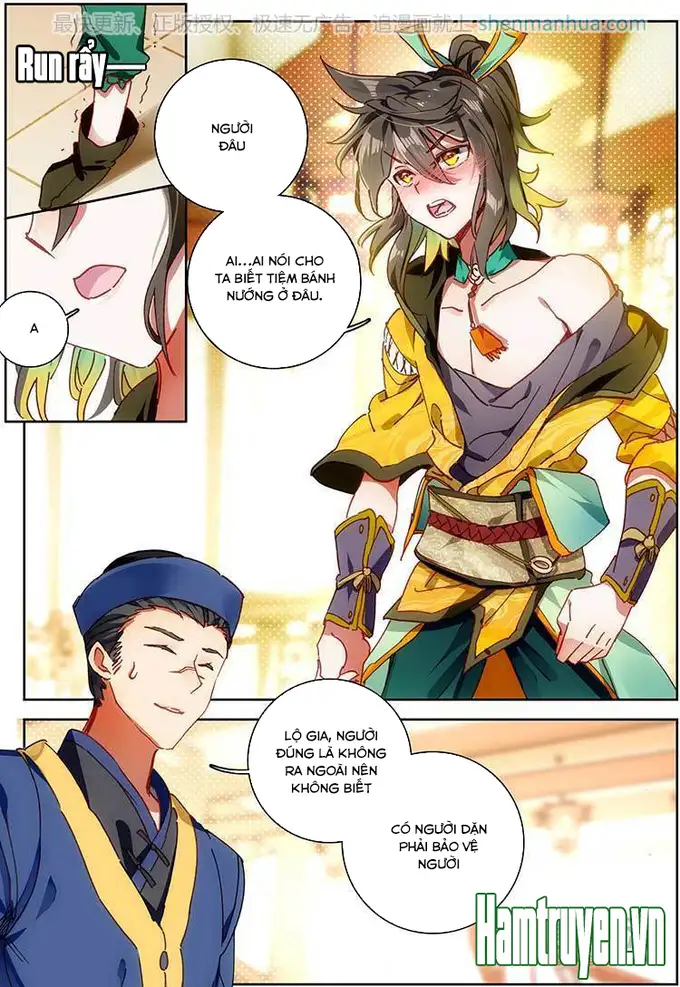 最快更新、正版授权、极速无广告，追漫画就上 shenmanhua.com
Run rẩy—
NGƯỜI
ĐÂU
AI...AI NÓI CHO
TA BIẾT TIỆM BÁNH
NƯỚNG Ở ĐÂU.
A
LỘ GIA, NGƯỜI
ĐÚNG LÀ KHÔNG
RA NGOÀI NÊN
KHÔNG BIẾT
CÓ NGƯỜI DẶN
PHẢI BẢO VỆ
NGƯỜI
Hamtruyen.vn